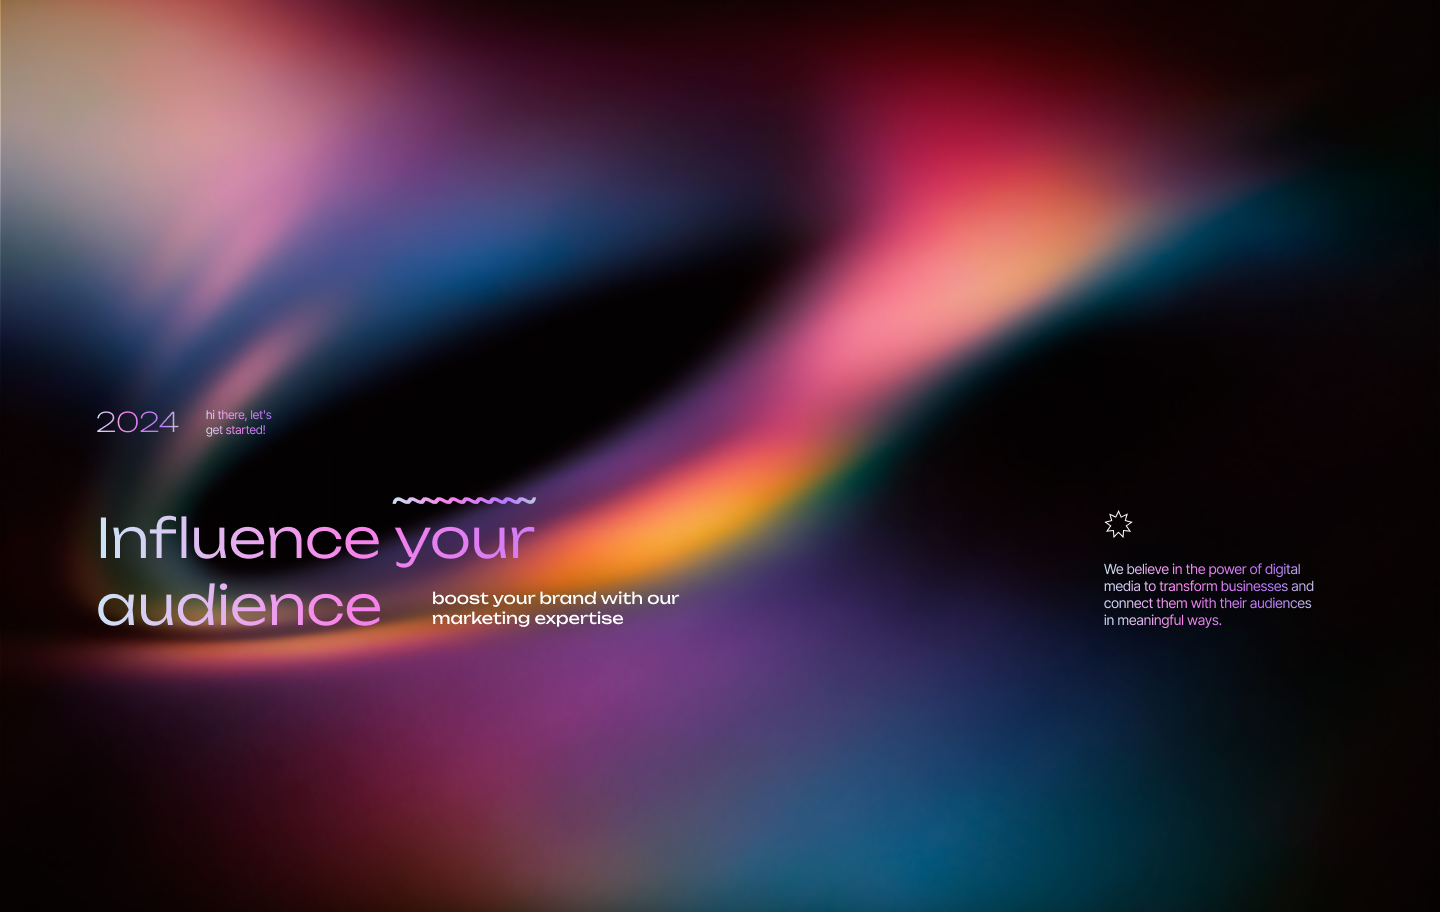 2024
hi there, let's
get started!
Influence your
audience
boost your brand with our
marketing expertise
We believe in the power of digital
media to transform businesses and
connect them with their audiences
in meaningful ways.